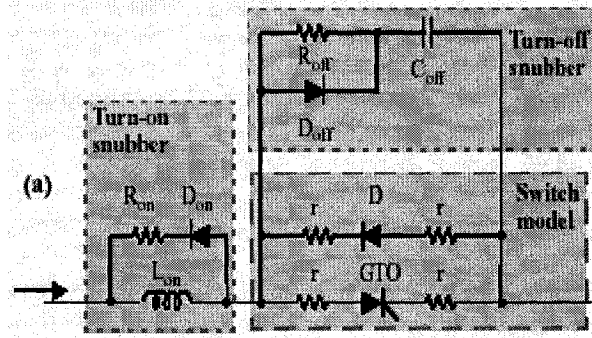 R_off
C_off
Turn-off
snubber
D_off
Turn-on
snubber
(a)
R_on D_on
L_on
Switch
model
r D r
r GTO r